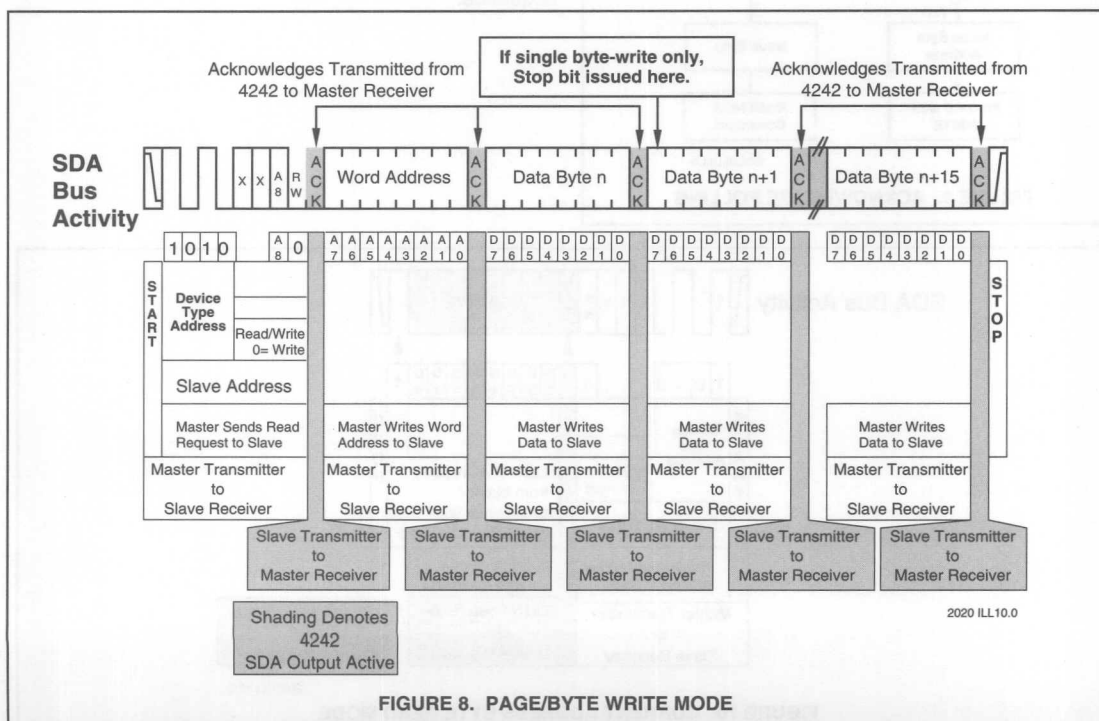 If single byte-write only,
Stop bit issued here.
Acknowledges Transmitted from
4242 to Master Receiver
Acknowledges Transmitted from
4242 to Master Receiver
SDA
Bus
Activity
X X A8 RW ACK Word Address ACK Data Byte n ACK Data Byte n+1 ACK Data Byte n+15 ACK
1 0 1 0 A8 0 A7 A6 A5 A4 A3 A2 A1 A0 D7 D6 D5 D4 D3 D2 D1 D0 D7 D6 D5 D4 D3 D2 D1 D0 D7 D6 D5 D4 D3 D2 D1 D0
START
Device
Type
Address
Read/Write
0= Write
STOP
Slave Address
Master Sends Read
Request to Slave
Master Writes Word
Address to Slave
Master Writes
Data to Slave
Master Writes
Data to Slave
Master Writes
Data to Slave
Master Transmitter
to
Slave Receiver
Master Transmitter
to
Slave Receiver
Master Transmitter
to
Slave Receiver
Master Transmitter
to
Slave Receiver
Master Transmitter
to
Slave Receiver
Slave Transmitter
to
Master Receiver
Slave Transmitter
to
Master Receiver
Slave Transmitter
to
Master Receiver
Slave Transmitter
to
Master Receiver
Slave Transmitter
to
Master Receiver
Shading Denotes
4242
SDA Output Active
2020 ILL10.0
FIGURE 8. PAGE/BYTE WRITE MODE